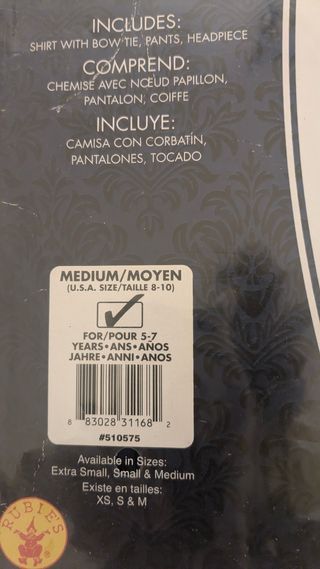 INCLUDES:
SHIRT WITH BOW TIE, PANTS, HEADPIECE
COMPREND:
CHEMISE AVEC NŒUD PAPILLON,
PANTALON, COIFFE
INCLUYE:
CAMISA CON CORBATÍN,
PANTALONES, TOCADO
MEDIUM/MOYEN
(U.S.A. SIZE/TAILLE 8-10)
FOR/POUR 5-7
YEARS•ANS•AÑOS
JAHRE•ANNI•ANOS
8 83028 31168 2
#510575
Available in Sizes:
Extra Small, Small & Medium
Existe en tailles:
XS, S & M
RUBIE'S